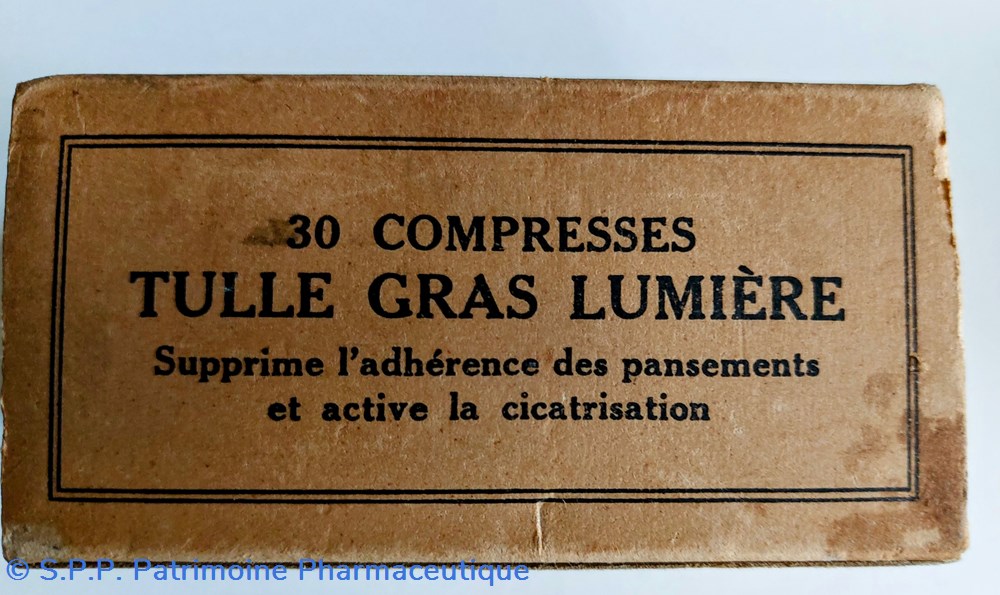 30 COMPRESSES
TULLE GRAS LUMIÈRE
Supprime l'adhérence des pansements
et active la cicatrisation
© S.P.P. Patrimoine Pharmaceutique